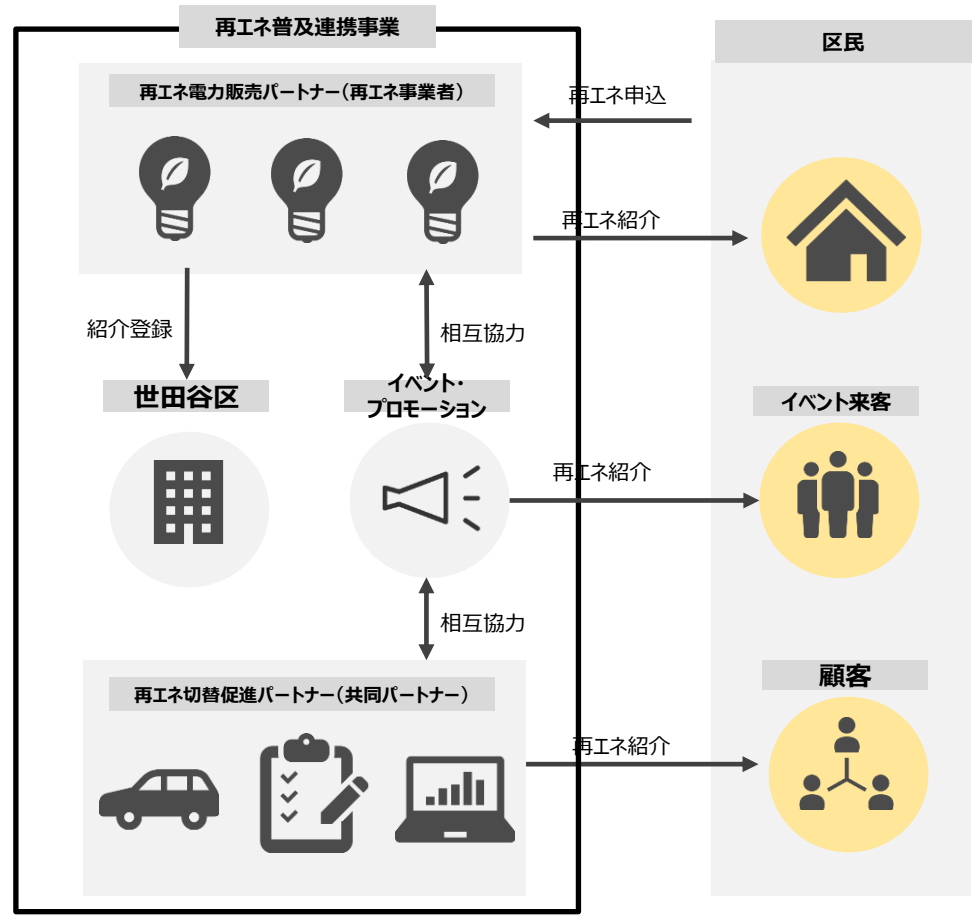 再エネ普及連携事業
区民
再エネ電力販売パートナー(再エネ事業者)
再エネ申込
再エネ紹介
紹介登録
相互協力
世田谷区
イベント・
プロモーション
イベント来客
再エネ紹介
相互協力
再エネ切替促進パートナー(共同パートナー)
顧客
再エネ紹介